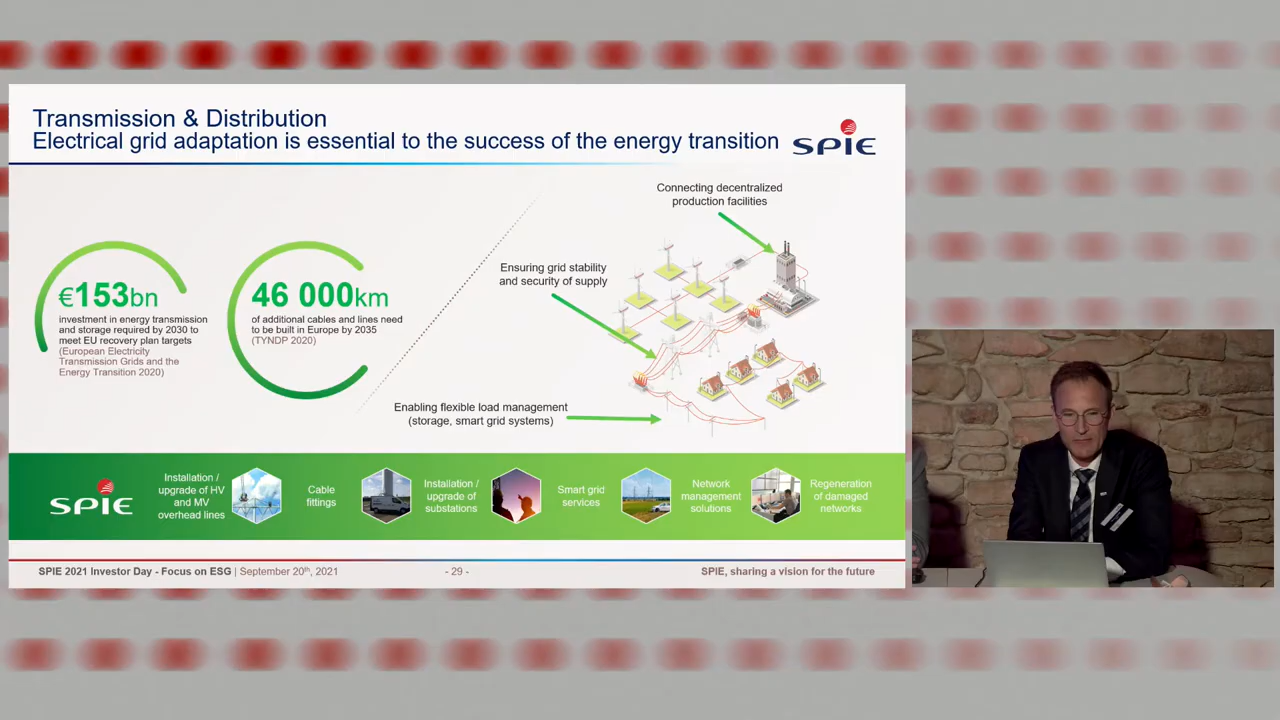 Transmission & Distribution
Electrical grid adaptation is essential to the success of the energy transition
SPIE
€153bn
investment in energy transmission
and storage required by 2030 to
meet EU recovery plan targets
(European Electricity
Transmission Grids and the
Energy Transition 2020)
46 000km
of additional cables and lines need
to be built in Europe by 2035
(TYNDP 2020)
Connecting decentralized
production facilities
Ensuring grid stability
and security of supply
Enabling flexible load management
(storage, smart grid systems)
SPIE
Installation /
upgrade of HV
and MV
overhead lines
Cable
fittings
Installation /
upgrade of
substations
Smart grid
services
Network
management
solutions
Regeneration
of damaged
networks
SPIE 2021 Investor Day - Focus on ESG | September 20th, 2021
- 29 -
SPIE, sharing a vision for the future